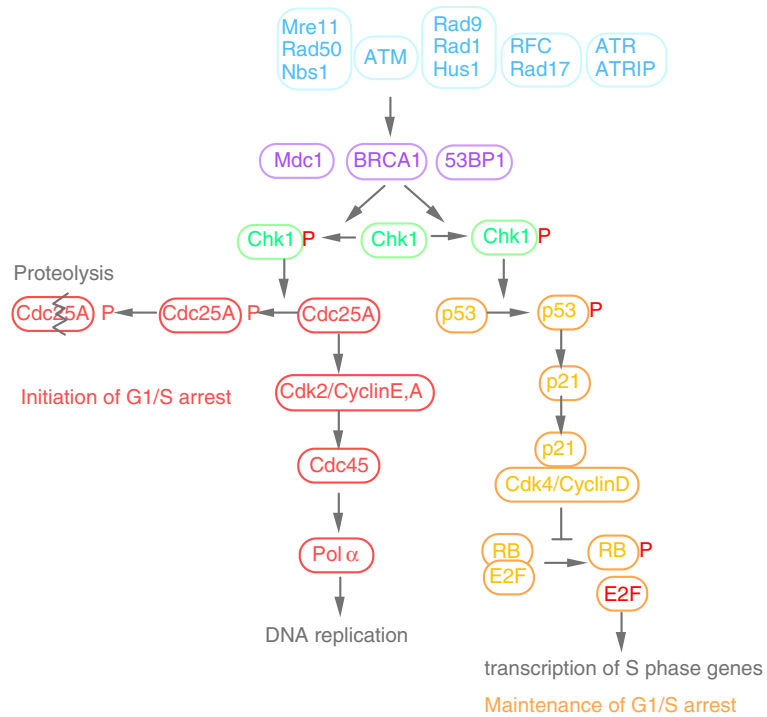 Mre11
Rad50
Nbs1
ATM
Rad9
Rad1
Hus1
RFC
Rad17
ATR
ATRIP
Mdc1
BRCA1
53BP1
Chk1 P
Chk1
Chk1 P
Proteolysis
Cdc25A P
Cdc25A P
Cdc25A
p53
p53 P
Initiation of G1/S arrest
Cdk2/CyclinE,A
p21
Cdc45
p21
Cdk4/CyclinD
Pol α
RB
E2F
RB P
E2F
DNA replication
transcription of S phase genes
Maintenance of G1/S arrest